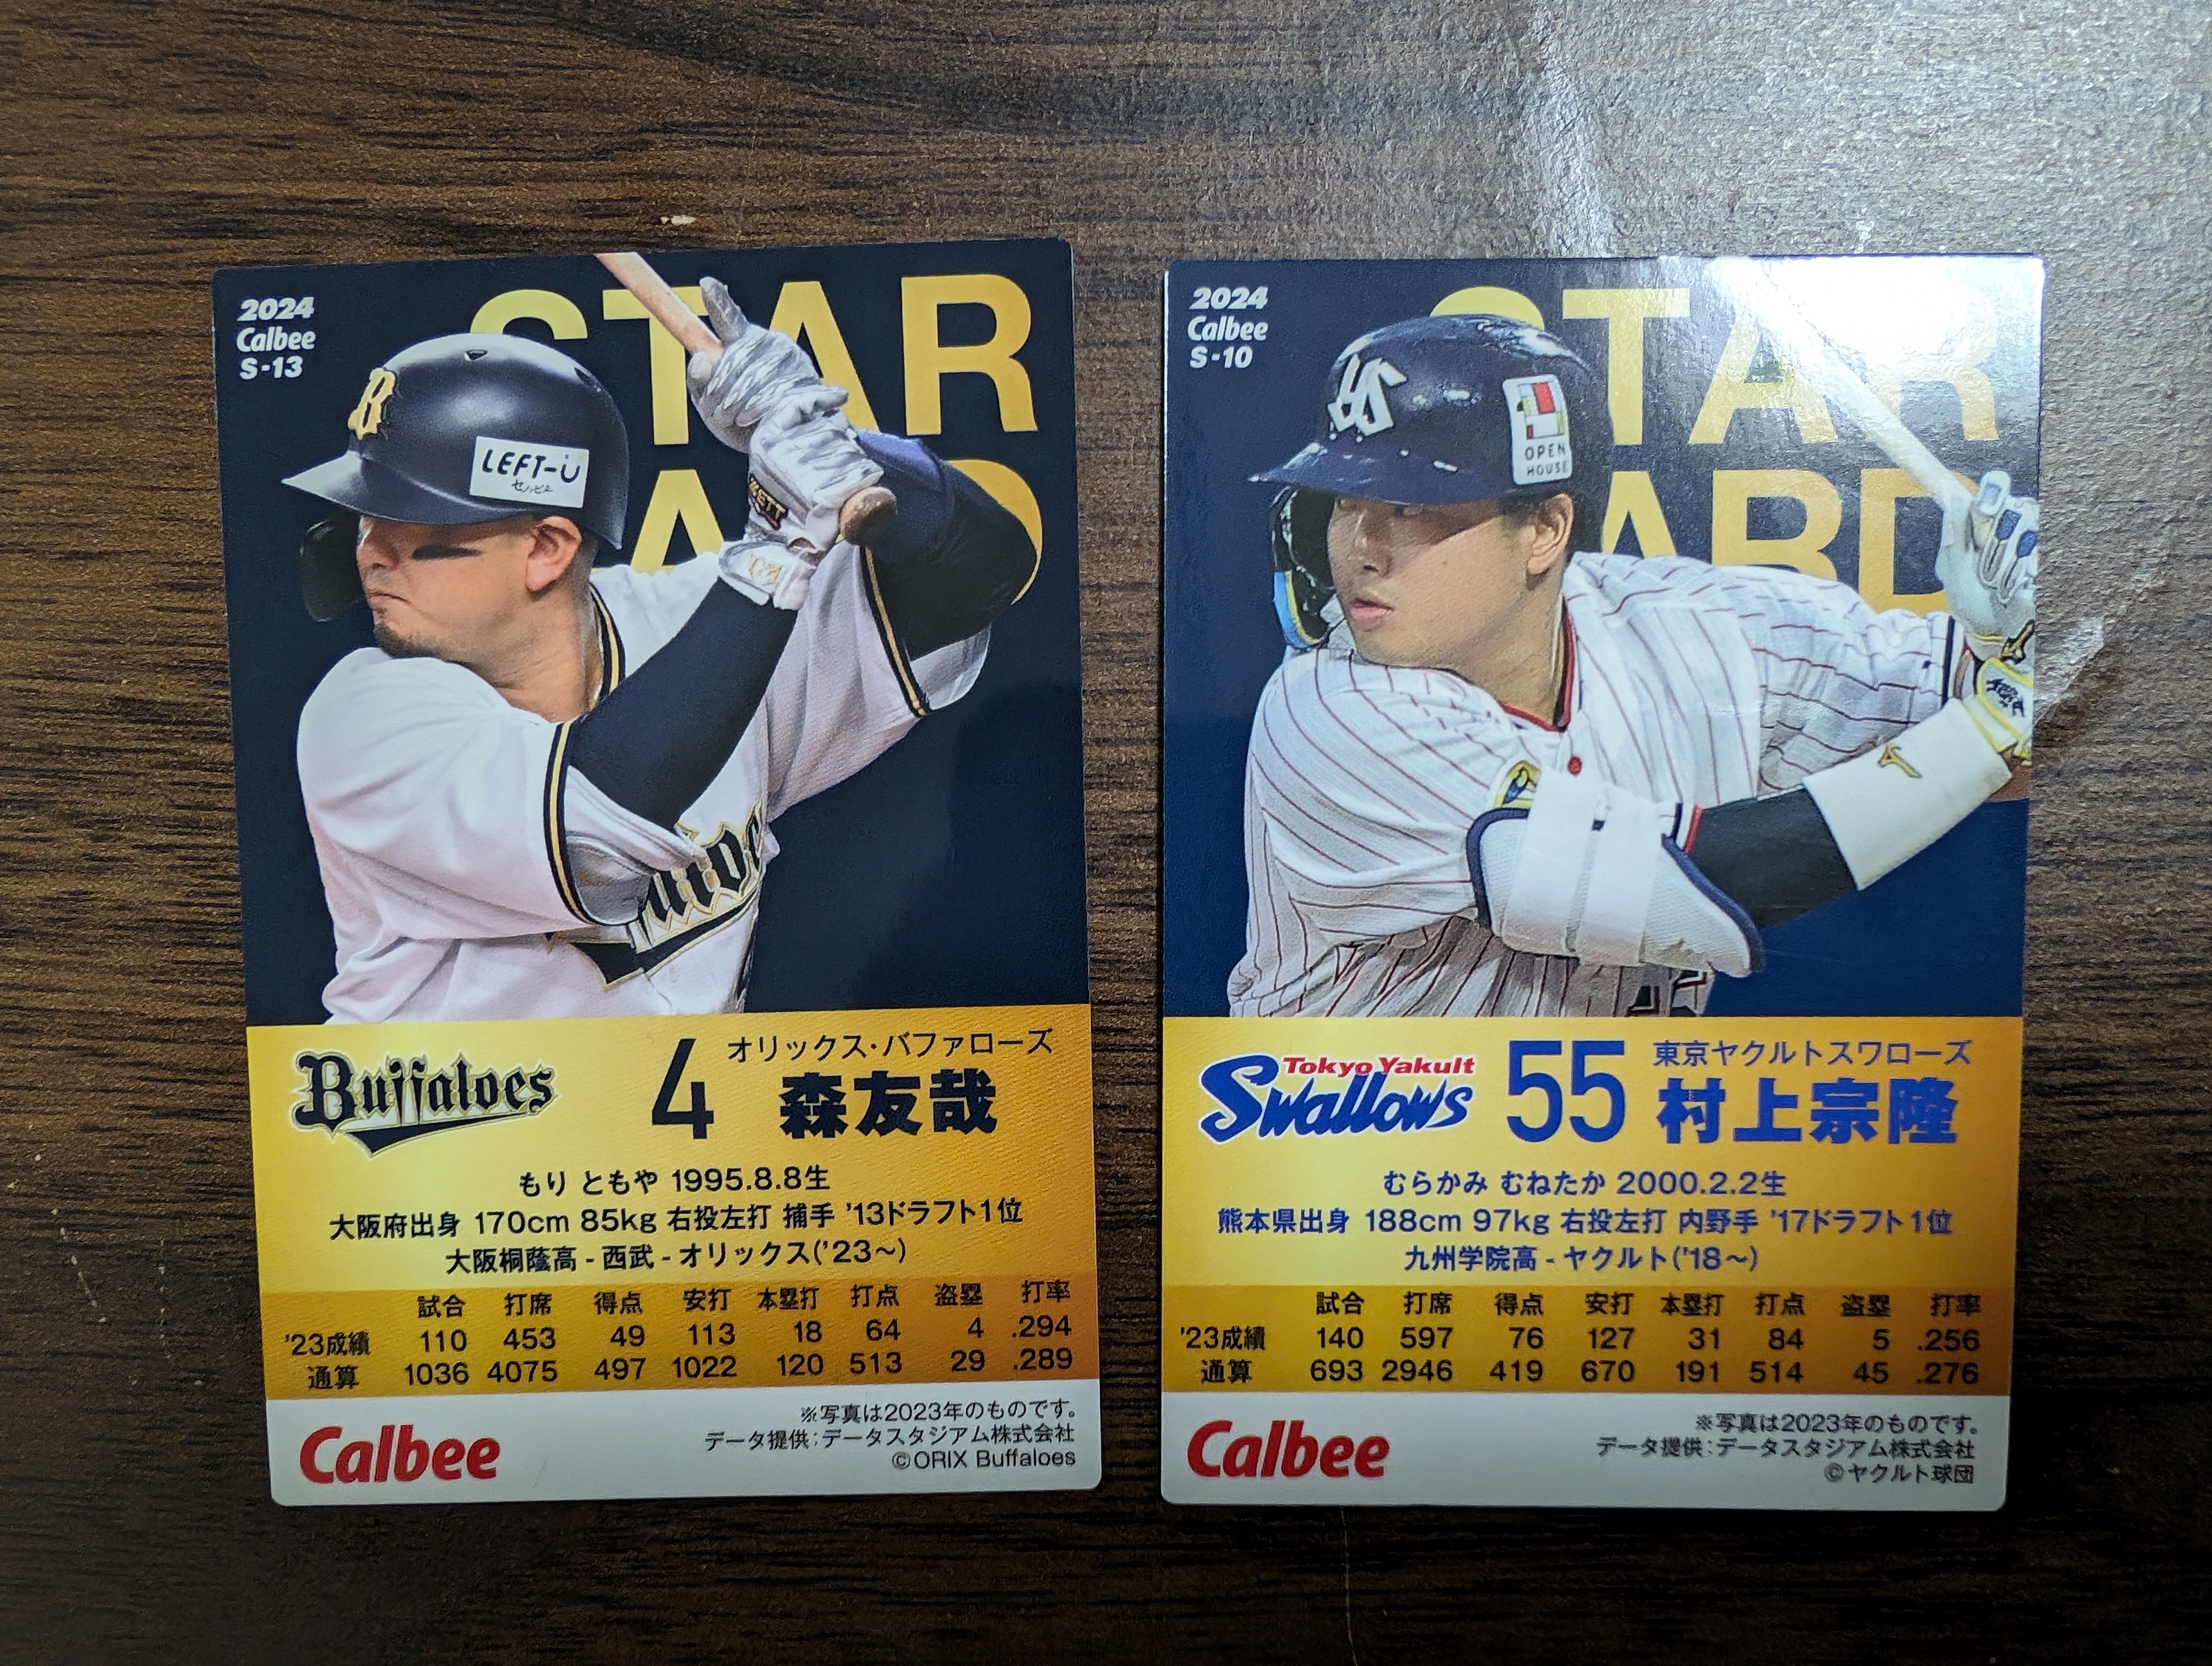 2024
Calbee
S-13
STAR
LEFT-U
セノッピー
ZETT
Buffaloes
4
オリックス・バファローズ
森友哉
もり ともや 1995.8.8生
大阪府出身 170cm 85kg 右投左打 捕手 '13ドラフト1位
大阪桐蔭高 - 西武 - オリックス('23~)
試合 打席 得点 安打 本塁打 打点 盗塁 打率
'23成績 110 453 49 113 18 64 4 .294
通算 1036 4075 497 1022 120 513 29 .289
Calbee
※写真は2023年のものです。
データ提供:データスタジアム株式会社
©ORIX Buffaloes
2024
Calbee
S-10
STAR
CARD
YS
OPEN
HOUSE
Tokyo Yakult
Swallows
55
東京ヤクルトスワローズ
村上宗隆
むらかみ むねたか 2000.2.2生
熊本県出身 188cm 97kg 右投左打 内野手 '17ドラフト1位
九州学院高 - ヤクルト('18~)
試合 打席 得点 安打 本塁打 打点 盗塁 打率
'23成績 140 597 76 127 31 84 5 .256
通算 693 2946 419 670 191 514 45 .276
Calbee
※写真は2023年のものです。
データ提供:データスタジアム株式会社
©ヤクルト球団